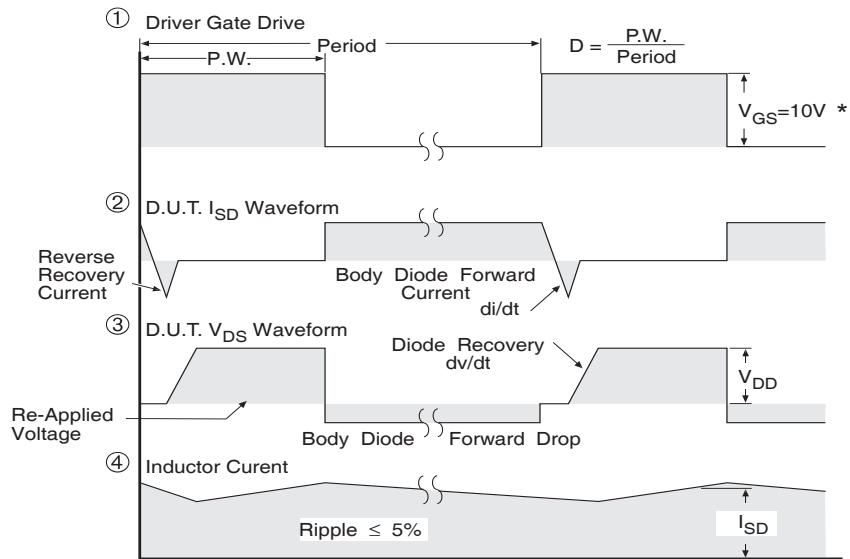 ① Driver Gate Drive
Period
P.W.
D = P.W. / Period
V_GS=10V *
② D.U.T. I_SD Waveform
Reverse
Recovery
Current
Body Diode Forward
Current
di/dt
③ D.U.T. V_DS Waveform
Diode Recovery
dv/dt
V_DD
Re-Applied
Voltage
Body Diode Forward Drop
④ Inductor Curent
Ripple ≤ 5%
I_SD